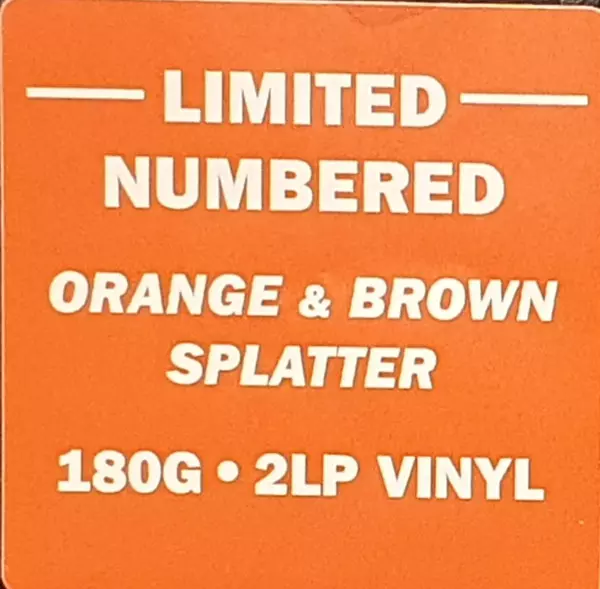 LIMITED
NUMBERED
ORANGE & BROWN
SPLATTER
180G • 2LP VINYL